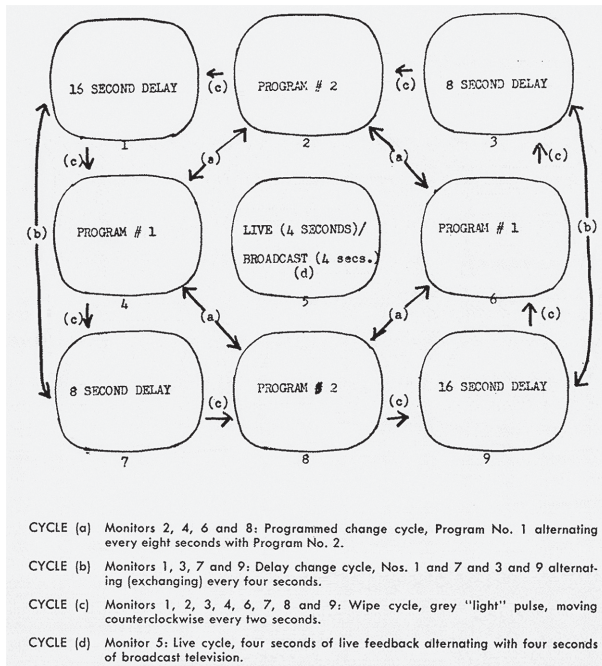 16 SECOND DELAY
(c)
PROGRAM # 2
(c)
8 SECOND DELAY
1
2
3
(c)
(a)
(a)
(c)
(b)
PROGRAM # 1
LIVE (4 SECONDS)/
BROADCAST (4 secs.)
(d)
PROGRAM # 1
(b)
4
5
6
(c)
(a)
(a)
(c)
8 SECOND DELAY
(c)
PROGRAM # 2
(c)
16 SECOND DELAY
7
8
9
CYCLE (a) Monitors 2, 4, 6 and 8: Programmed change cycle, Program No. 1 alternating
every eight seconds with Program No. 2.
CYCLE (b) Monitors 1, 3, 7 and 9: Delay change cycle, Nos. 1 and 7 and 3 and 9 alternat-
ing (exchanging) every four seconds.
CYCLE (c) Monitors 1, 2, 3, 4, 6, 7, 8 and 9: Wipe cycle, grey "light" pulse, moving
counterclockwise every two seconds.
CYCLE (d) Monitor 5: Live cycle, four seconds of live feedback alternating with four seconds
of broadcast television.